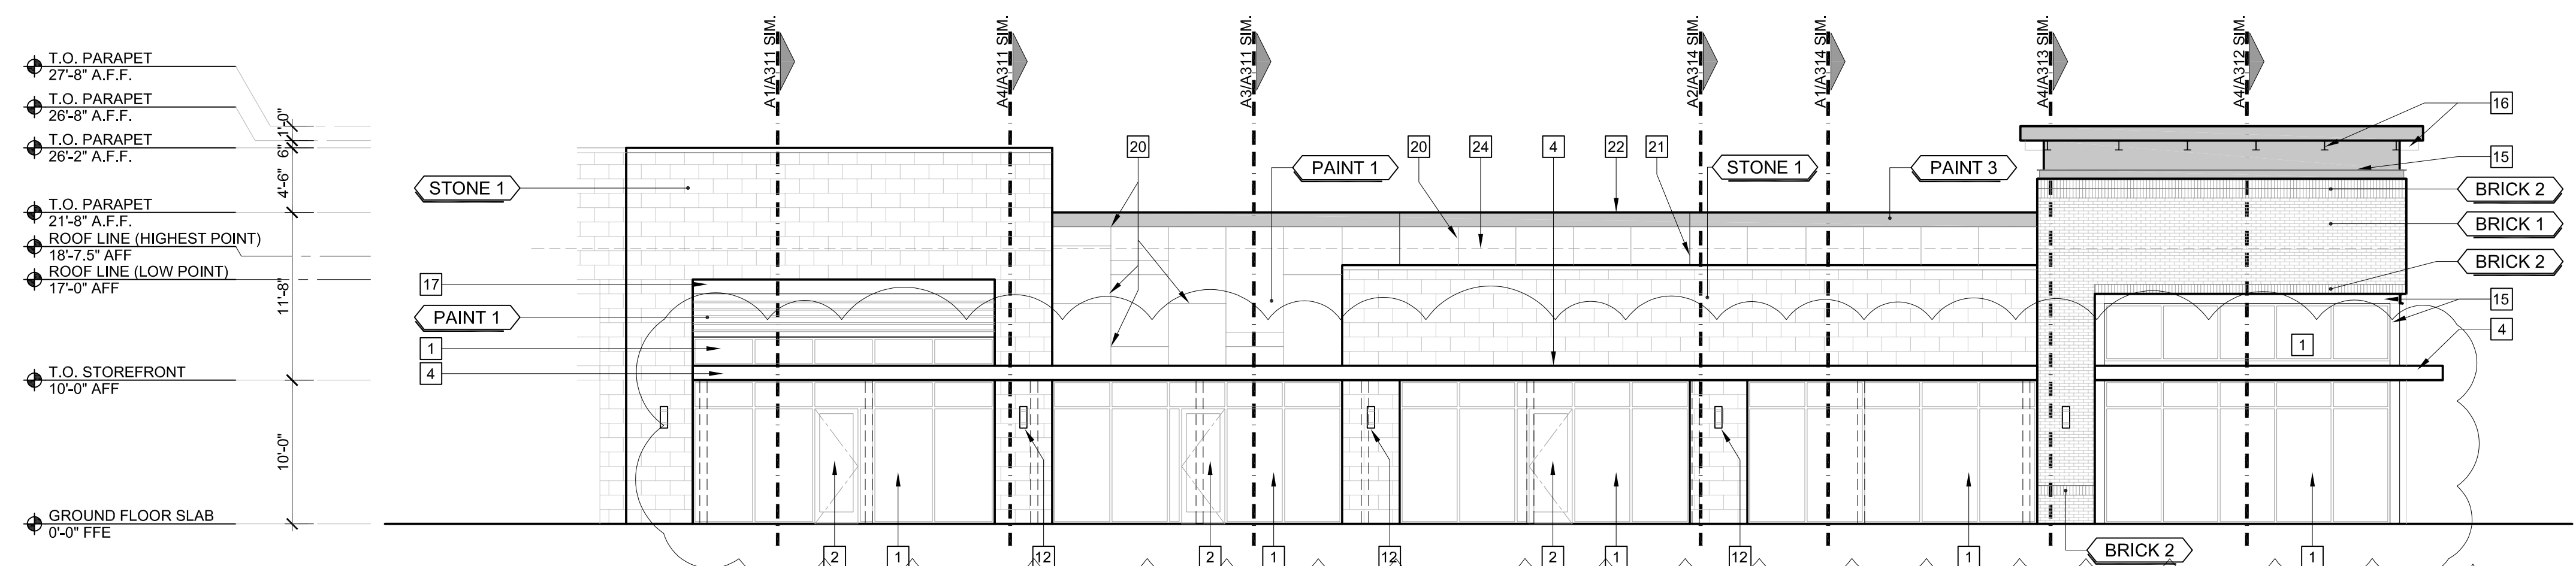 T.O. PARAPET
27'-8" A.F.F.
T.O. PARAPET
26'-8" A.F.F.
T.O. PARAPET
26'-2" A.F.F.
T.O. PARAPET
21'-8" A.F.F.
ROOF LINE (HIGHEST POINT)
18'-7.5" AFF
ROOF LINE (LOW POINT)
17'-0" AFF
T.O. STOREFRONT
10'-0" AFF
GROUND FLOOR SLAB
0'-0" FFE
1'-0"
6"
4'-6"
11'-8"
10'-0"
A1/A311 SIM.
A4/A311 SIM.
A3/A311 SIM.
A2/A314 SIM.
A1/A314 SIM.
A4/A313 SIM.
A4/A312 SIM.
STONE 1
17
PAINT 1
1
4
20
PAINT 1
20
24
4
22
21
STONE 1
PAINT 3
16
15
BRICK 2
BRICK 1
BRICK 2
15
4
1
2
1
12
2
1
12
2
1
12
1
BRICK 2
1